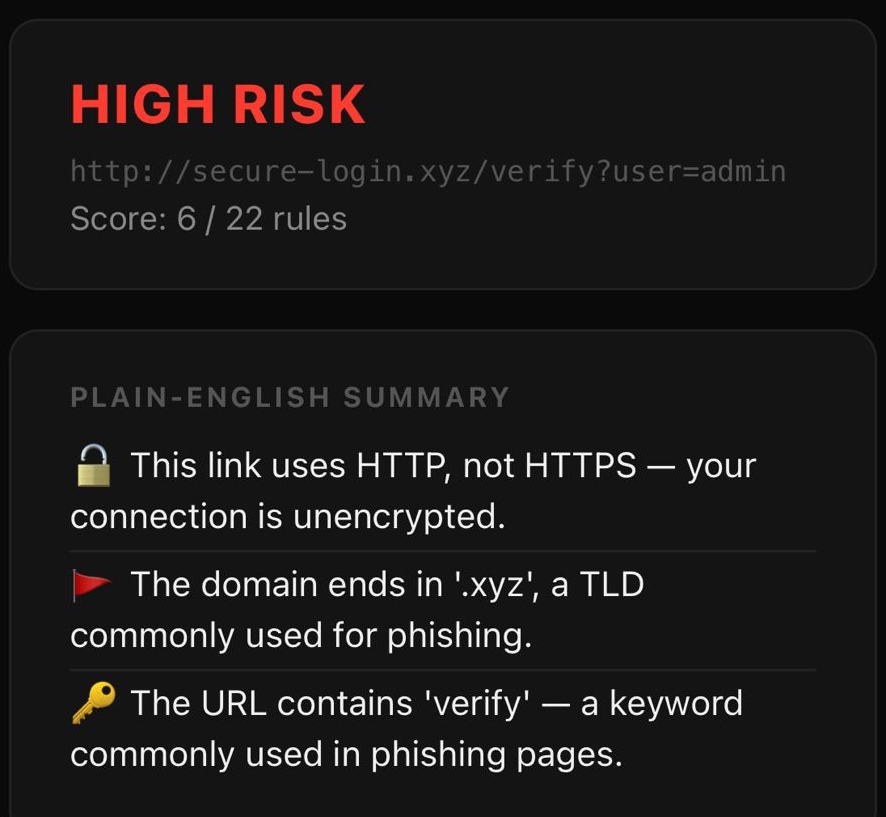 HIGH RISK
http://secure-login.xyz/verify?user=admin
Score: 6 / 22 rules
PLAIN-ENGLISH SUMMARY
🔓 This link uses HTTP, not HTTPS — your
connection is unencrypted.
🚩 The domain ends in '.xyz', a TLD
commonly used for phishing.
🔑 The URL contains 'verify' — a keyword
commonly used in phishing pages.